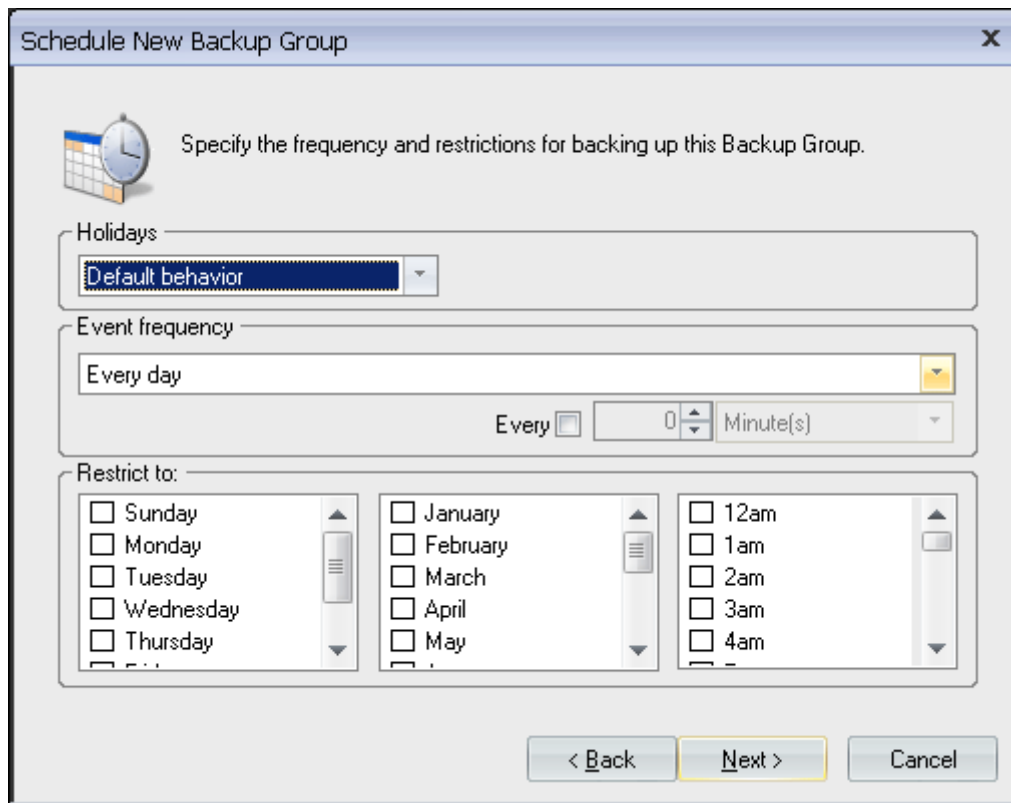 Schedule New Backup Group
Specify the frequency and restrictions for backing up this Backup Group.
Holidays
Default behavior
Event frequency
Every day
Every 0 Minute(s)
Restrict to:
Sunday January 12am
Monday February 1am
Tuesday March 2am
Wednesday April 3am
Thursday May 4am
< Back Next > Cancel